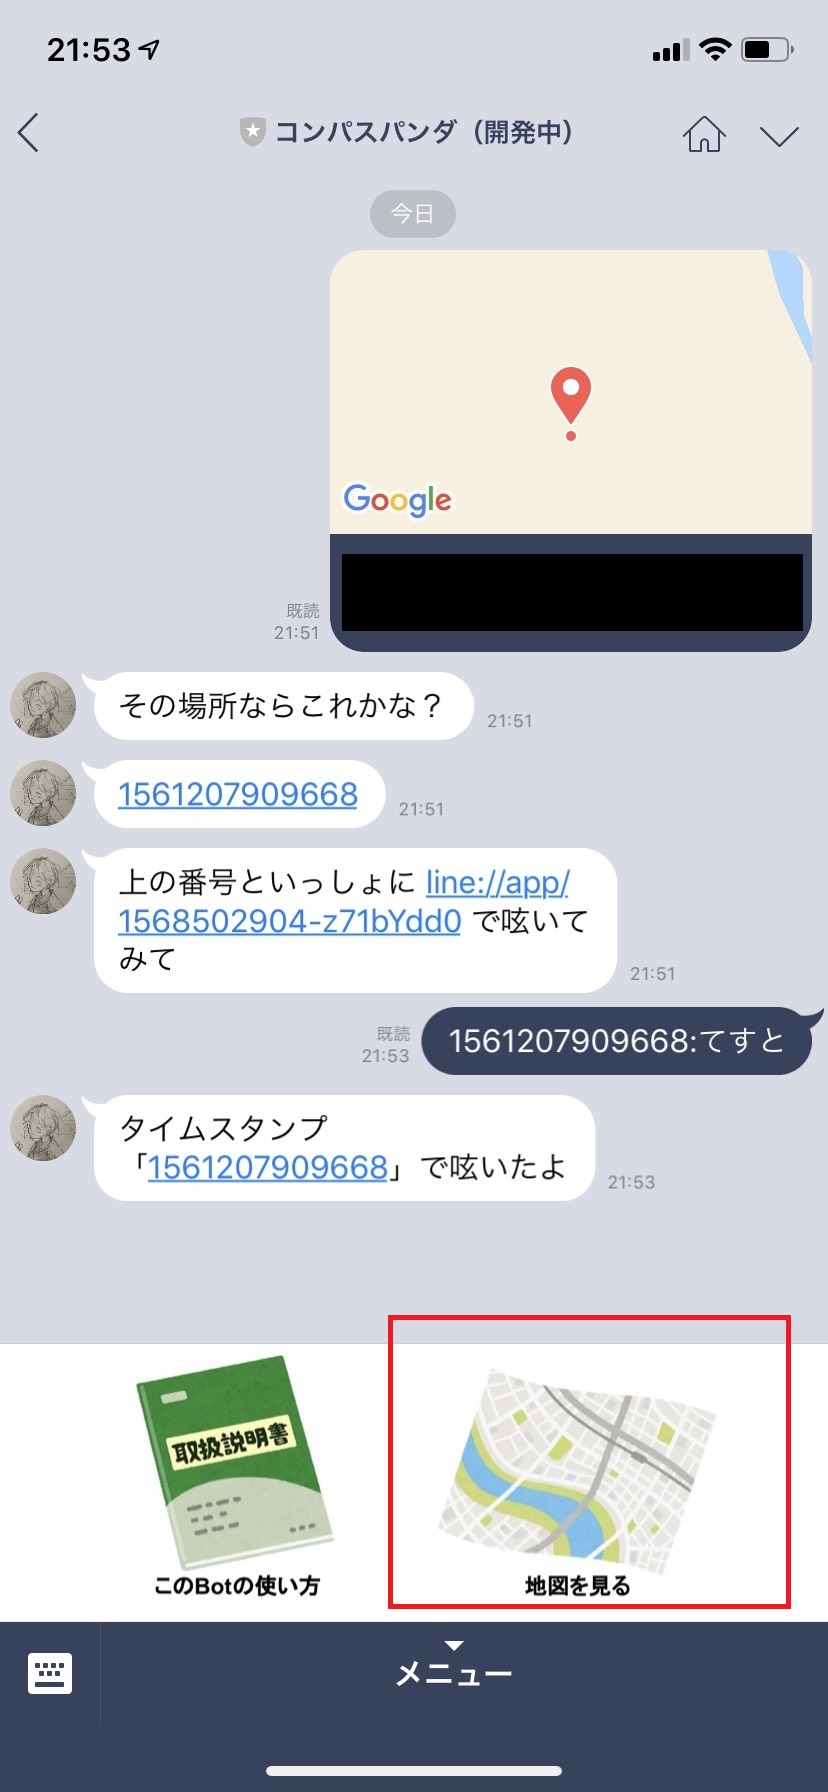 21:53
コンパスパンダ（開発中）
今日
Google
既読
21:51
その場所ならこれかな？
21:51
1561207909668
21:51
上の番号といっしょに line://app/
1568502904-z71bYdd0 で呟いて
みて
21:51
既読
21:53
1561207909668:てすと
タイムスタンプ
「1561207909668」で呟いたよ
21:53
取扱説明書
このBotの使い方
地図を見る
メニュー